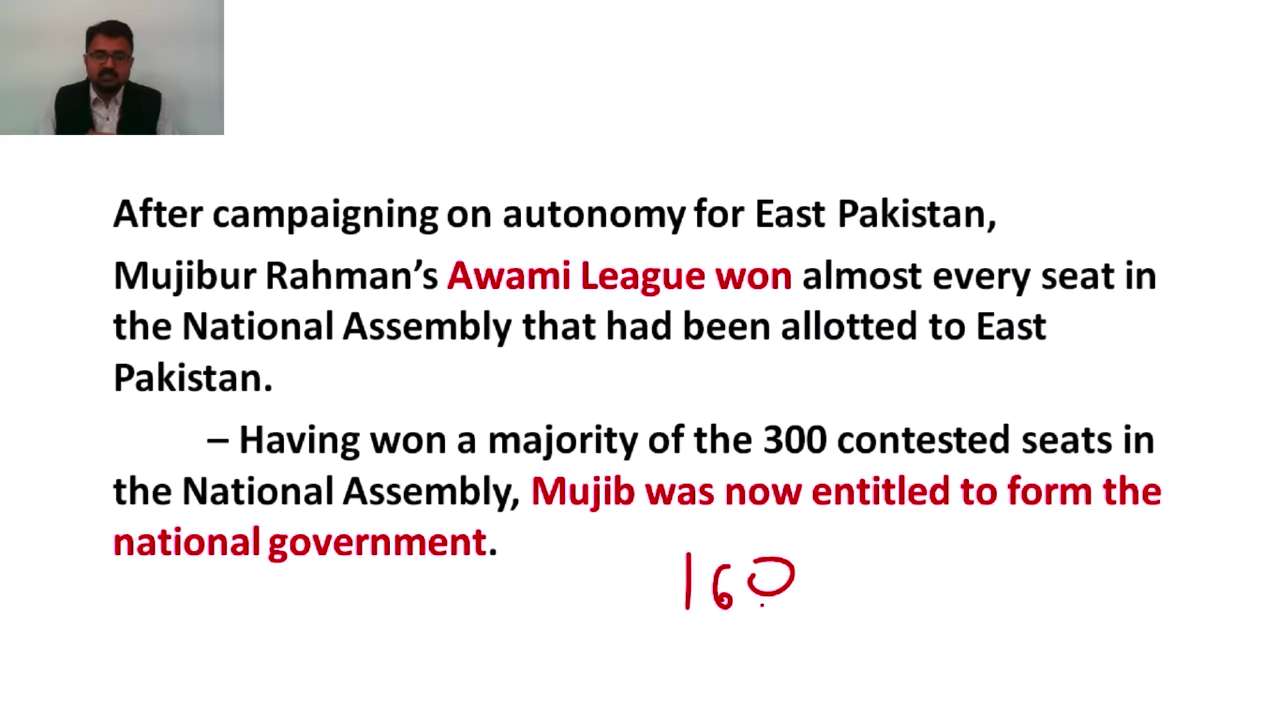 After campaigning on autonomy for East Pakistan,
Mujibur Rahman’s Awami League won almost every seat in
the National Assembly that had been allotted to East
Pakistan.
– Having won a majority of the 300 contested seats in
the National Assembly, Mujib was now entitled to form the
national government.
160